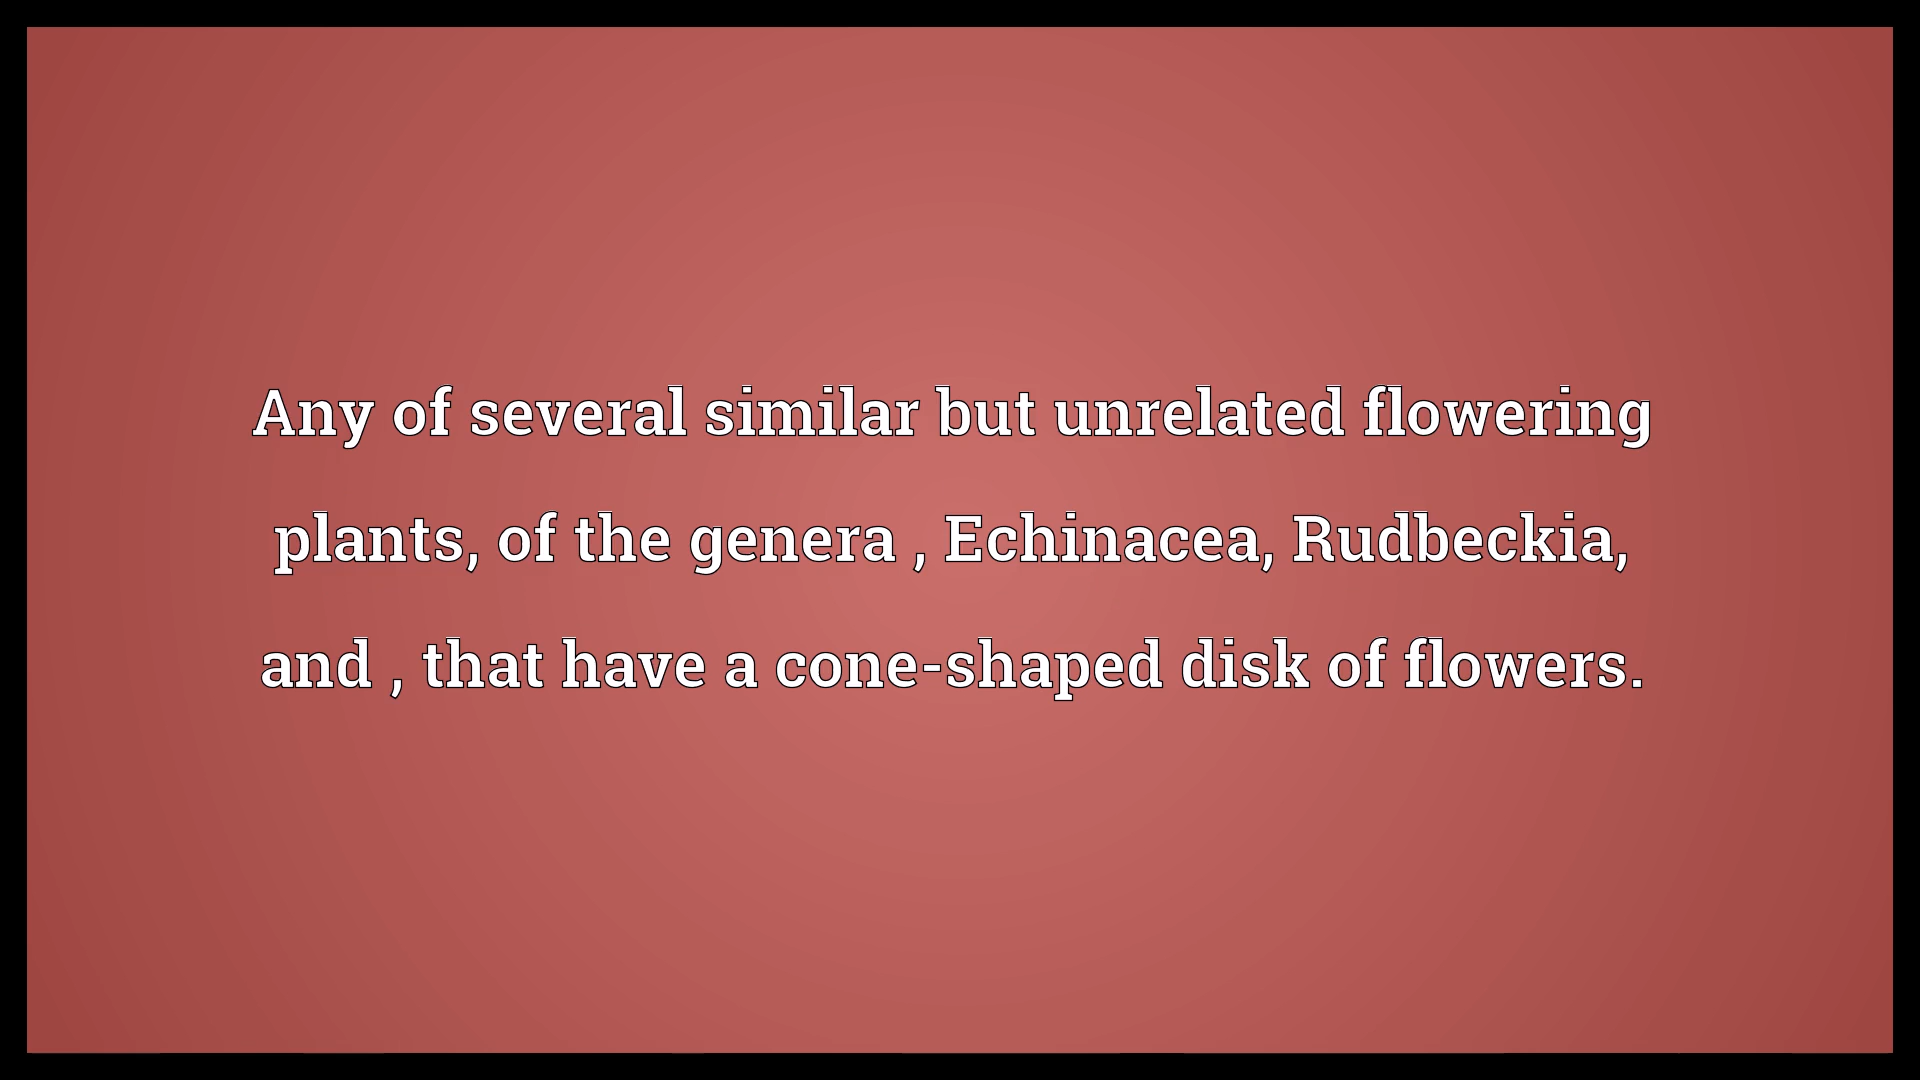 Any of several similar but unrelated flowering
plants, of the genera , Echinacea, Rudbeckia,
and , that have a cone-shaped disk of flowers.